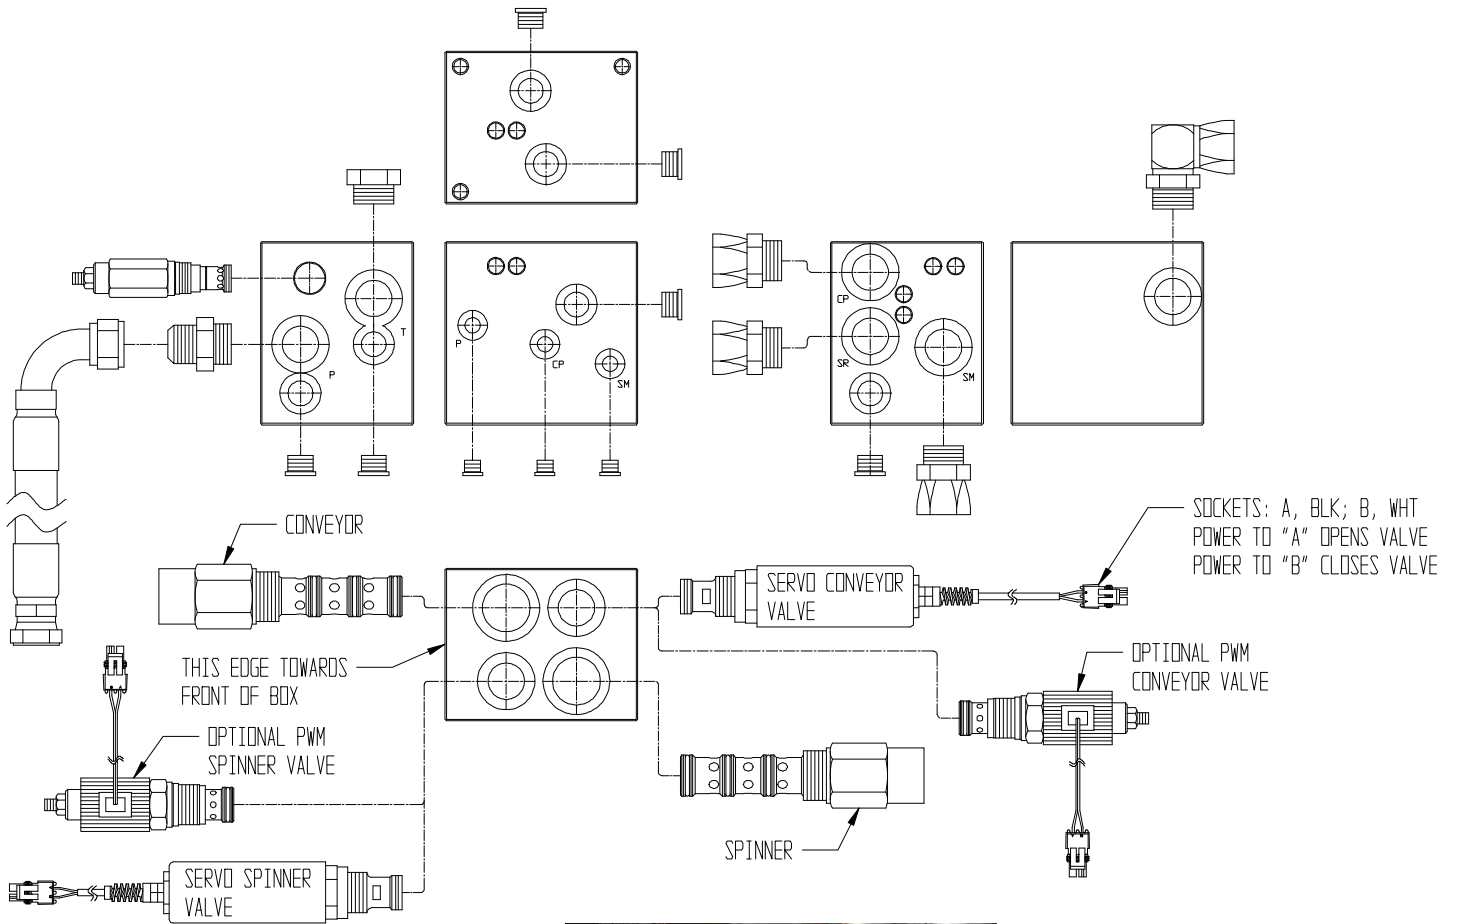 T
P
P
CP
SM
CP
SR
SM
SOCKETS: A, BLK; B, WHT
POWER TO "A" OPENS VALVE
POWER TO "B" CLOSES VALVE
CONVEYOR
SERVO CONVEYOR
VALVE
THIS EDGE TOWARDS
FRONT OF BOX
OPTIONAL PWM
CONVEYOR VALVE
OPTIONAL PWM
SPINNER VALVE
SPINNER
SERVO SPINNER
VALVE